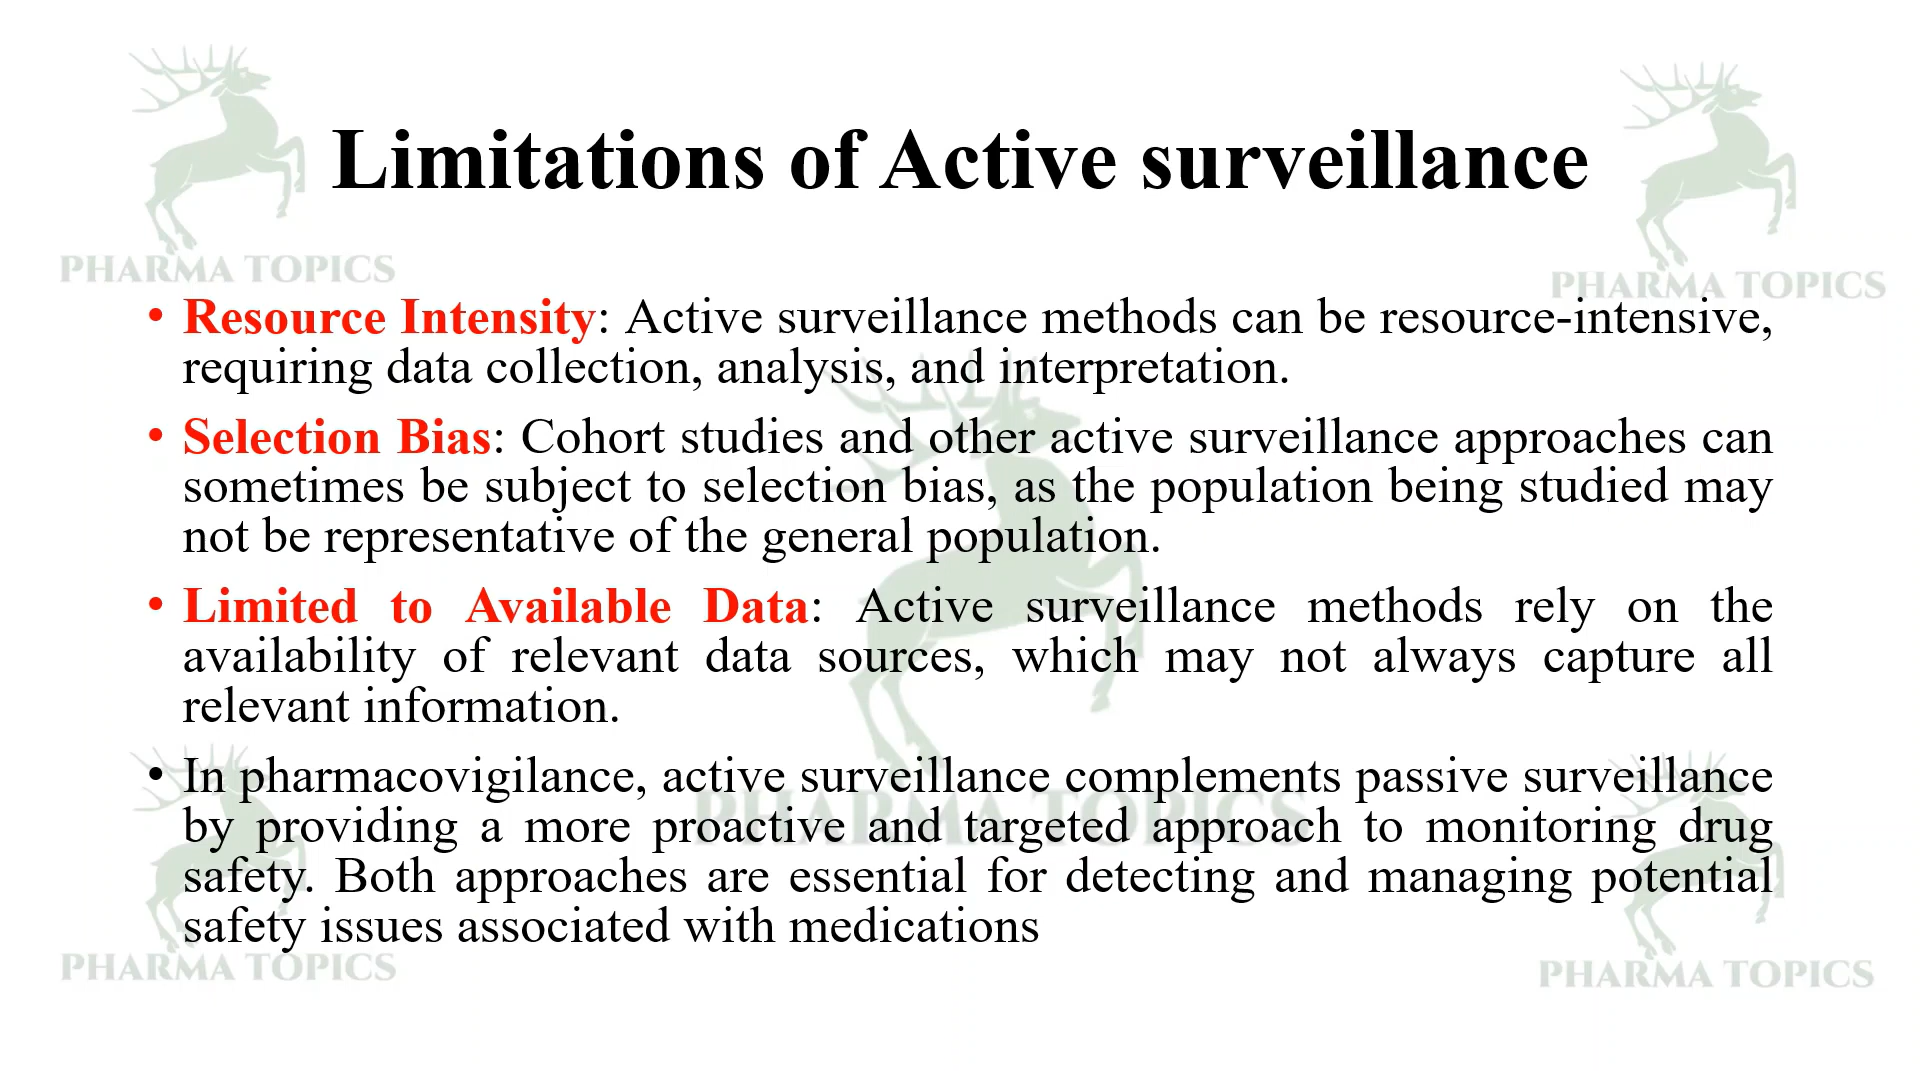 Limitations of Active surveillance
PHARMA TOPICS
PHARMA TOPICS
• Resource Intensity: Active surveillance methods can be resource-intensive,
requiring data collection, analysis, and interpretation.
• Selection Bias: Cohort studies and other active surveillance approaches can
sometimes be subject to selection bias, as the population being studied may
not be representative of the general population.
• Limited to Available Data: Active surveillance methods rely on the
availability of relevant data sources, which may not always capture all
relevant information.
• In pharmacovigilance, active surveillance complements passive surveillance
by providing a more proactive and targeted approach to monitoring drug
safety. Both approaches are essential for detecting and managing potential
safety issues associated with medications
PHARMA TOPICS
PHARMA TOPICS
PHARMA TOPICS